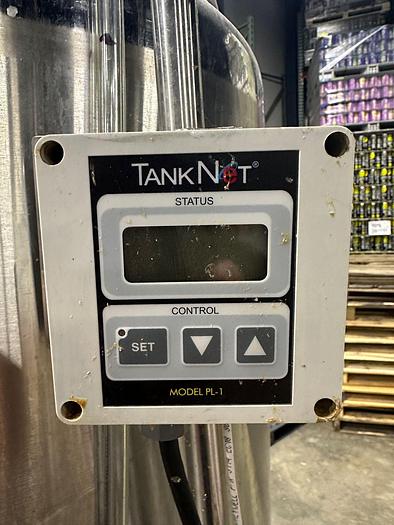 TANKNET®
STATUS
CONTROL
SET
MODEL PL-1